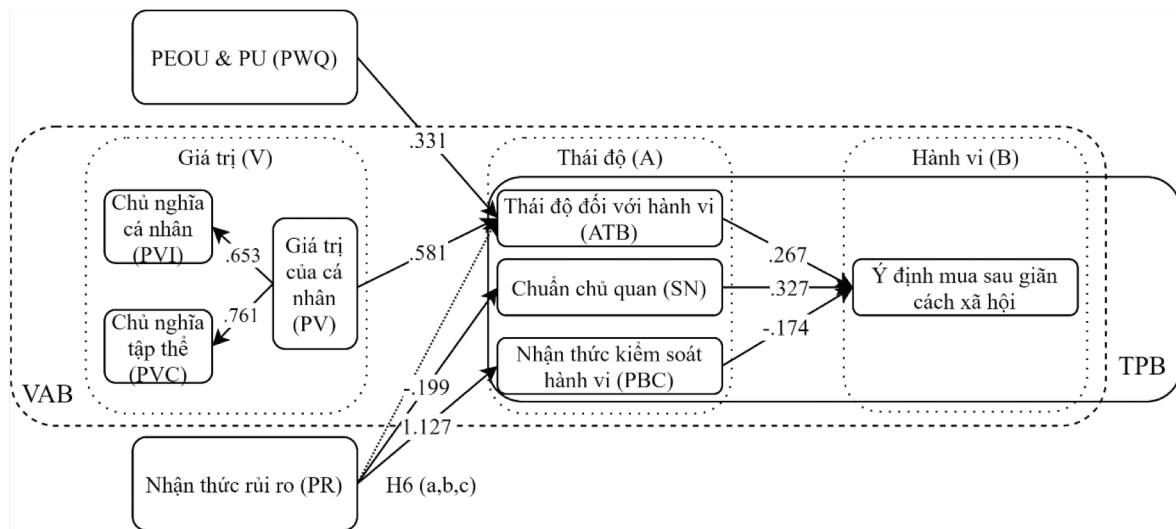 PEOU & PU (PWQ)
.331
Giá trị (V)
Thái độ (A)
Hành vi (B)
Chủ nghĩa
cá nhân
(PVI)
.653
Giá trị
của cá
nhân
(PV)
.581
Thái độ đối với hành vi
(ATB)
.267
Chuẩn chủ quan (SN)
.327
Ý định mua sau giãn
cách xã hội
.761
Chủ nghĩa
tập thể
(PVC)
-.174
Nhận thức kiểm soát
hành vi (PBC)
VAB
TPB
-.199
1.127
Nhận thức rủi ro (PR)
H6 (a,b,c)